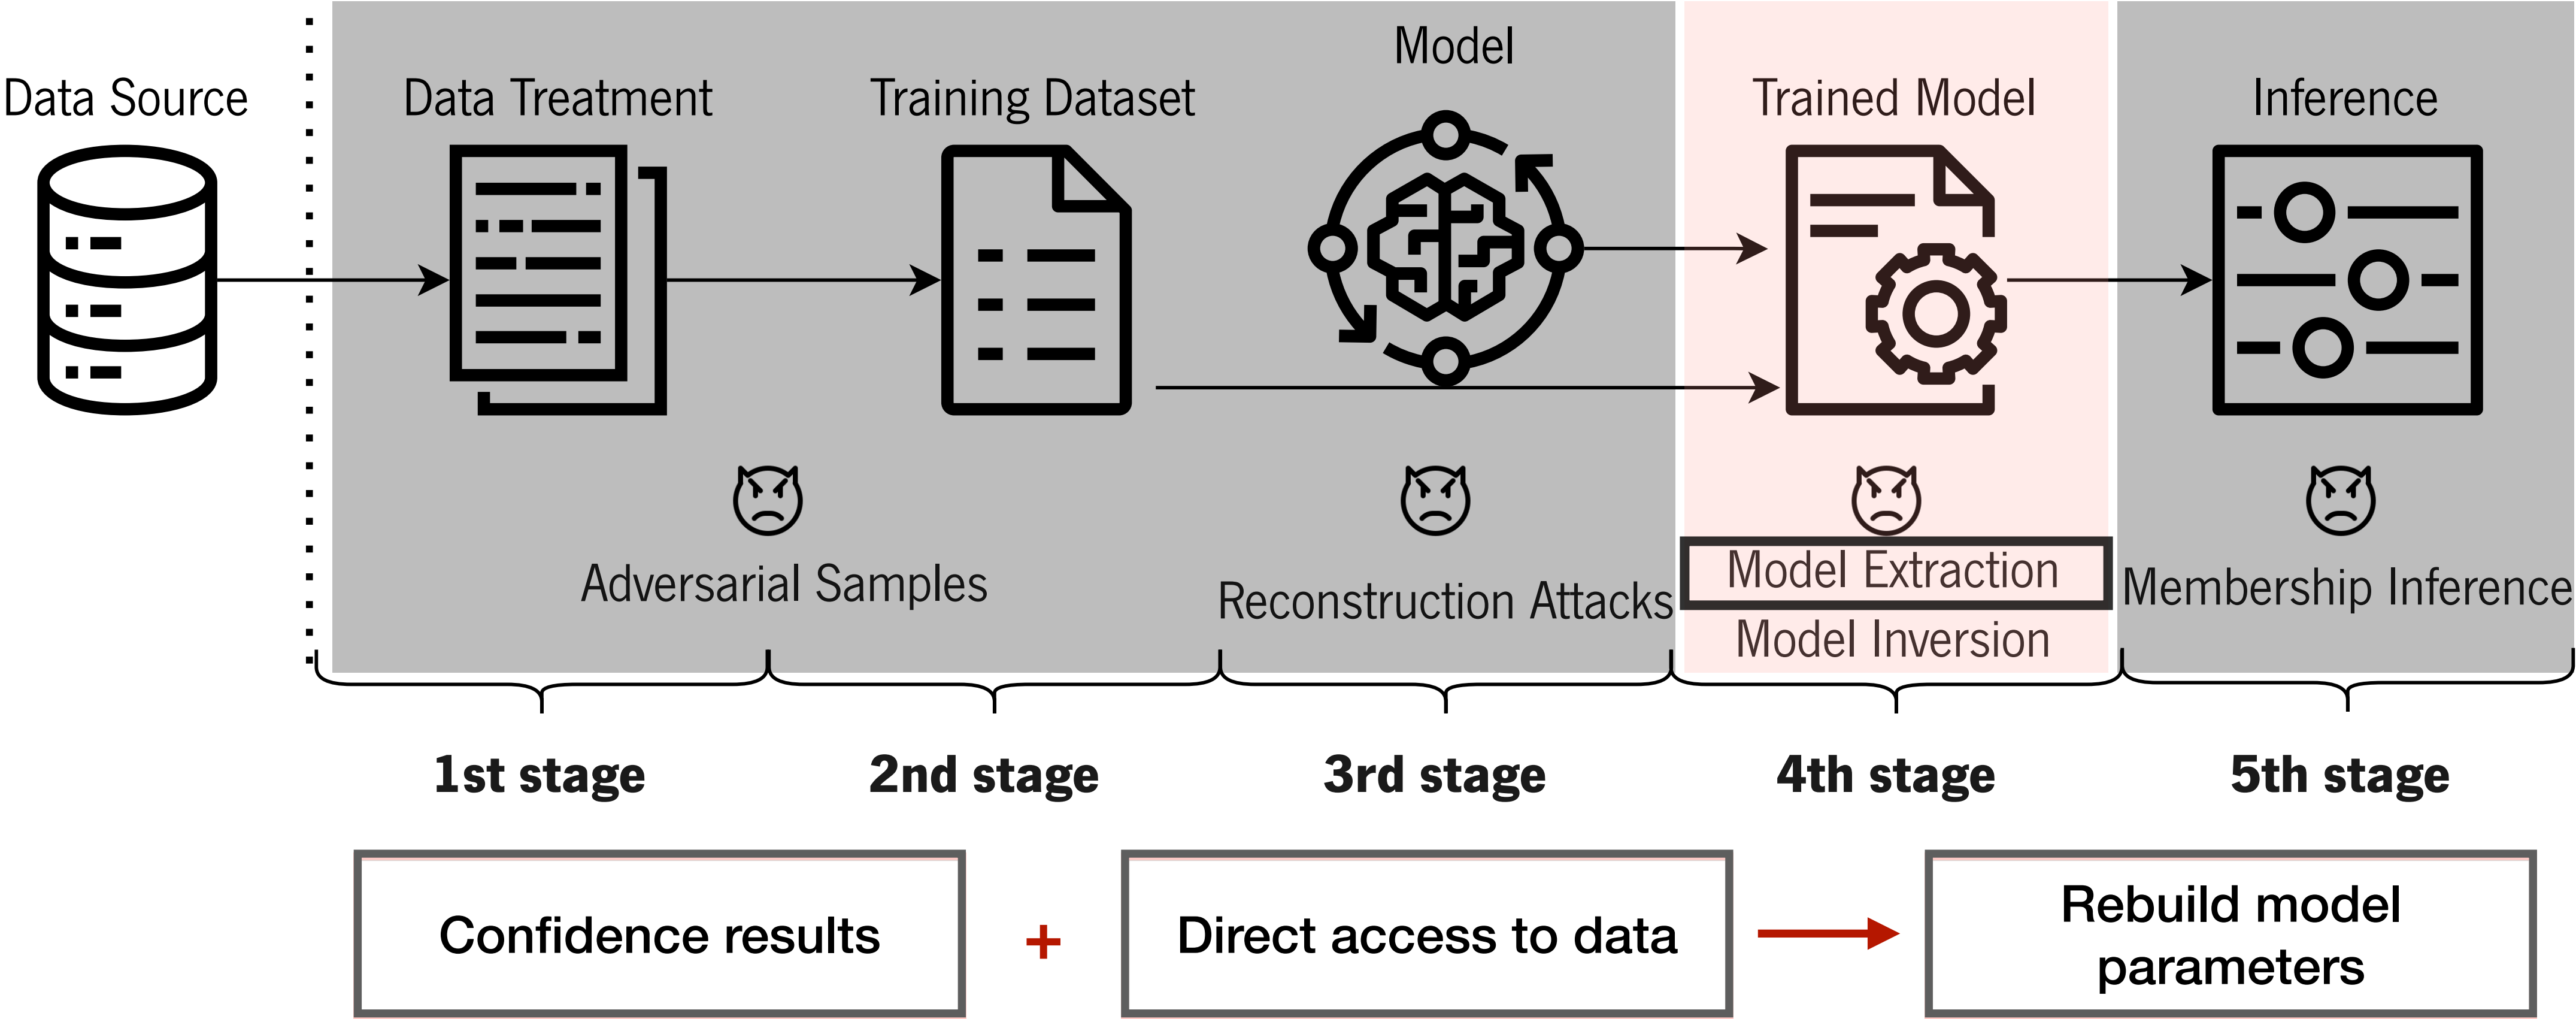 Data Source
Data Treatment
Training Dataset
Model
Trained Model
Inference
Adversarial Samples
Reconstruction Attacks
Model Extraction
Model Inversion
Membership Inference
1st stage
2nd stage
3rd stage
4th stage
5th stage
Confidence results
+
Direct access to data
Rebuild model
parameters